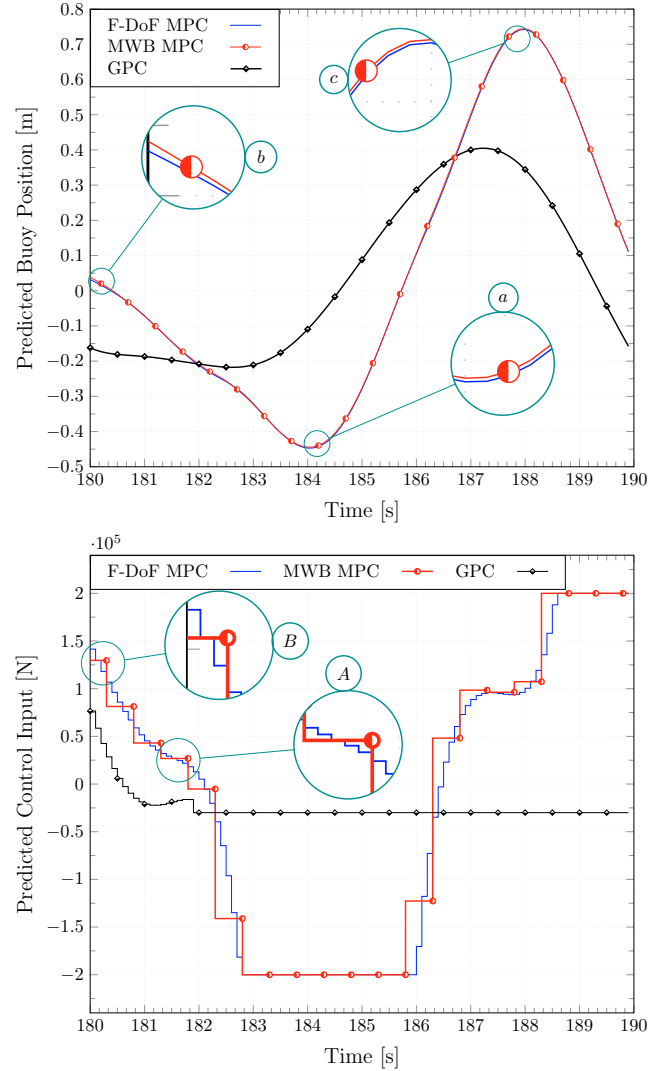 0.8
0.7
0.6
0.5
0.4
0.3
0.2
0.1
0
−0.1
−0.2
−0.3
−0.4
−0.5
Predicted Buoy Position [m]
F-DoF MPC
MWB MPC
GPC
c
b
a
180 181 182 183 184 185 186 187 188 189 190
Time [s]
·10⁵
2
1.5
1
0.5
0
−0.5
−1
−1.5
−2
Predicted Control Input [N]
F-DoF MPC MWB MPC GPC
B
A
180 181 182 183 184 185 186 187 188 189 190
Time [s]